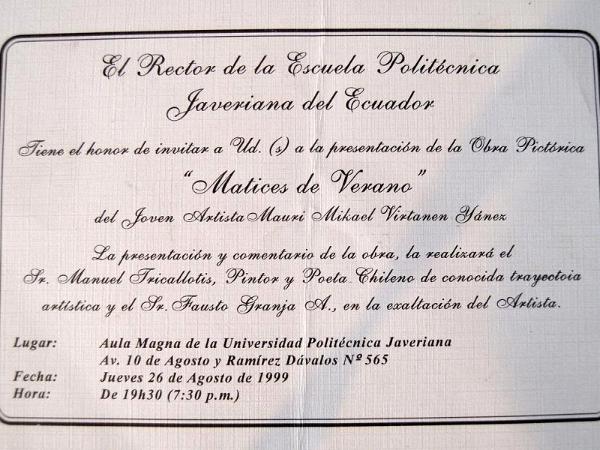 El Rector de la Escuela Politécnica
Javeriana del Ecuador
Tiene el honor de invitar a Ud. (s) a la presentación de la Obra Pictórica
"Matices de Verano"
del Joven Artista Mauri Mikael Virtanen Yánez
La presentación y comentario de la obra, la realizará el
Sr. Manuel Tricallotis, Pintor y Poeta Chileno de conocida trayectoia
artística y el Sr. Fausto Granja A., en la exaltación del Artista.
Lugar: Aula Magna de la Universidad Politécnica Javeriana
Av. 10 de Agosto y Ramírez Dávalos Nº 565
Fecha: Jueves 26 de Agosto de 1999
Hora: De 19h30 (7:30 p.m.)